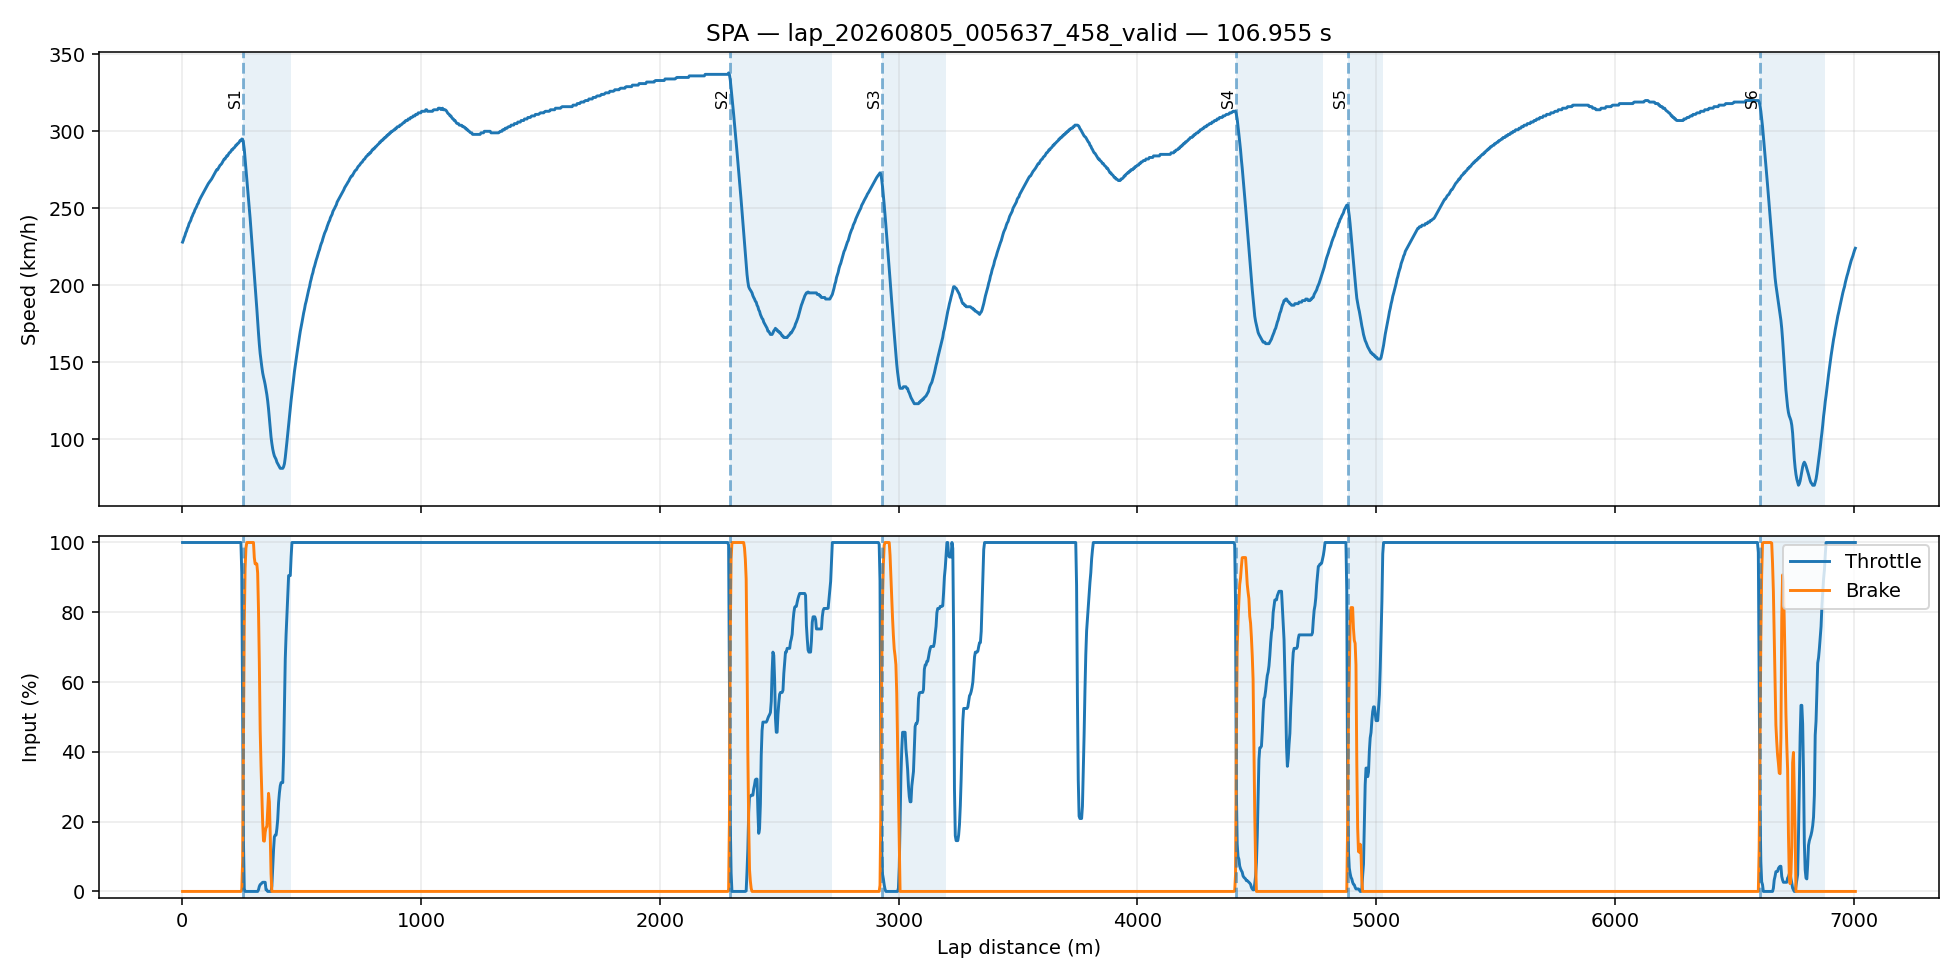 SPA — lap_20260805_005637_458_valid — 106.955 s
350
300
250
200
150
100
Speed (km/h)
S1
S2
S3
S4
S5
S6
100
80
60
40
20
0
Input (%)
Throttle
Brake
0
1000
2000
3000
4000
5000
6000
7000
Lap distance (m)